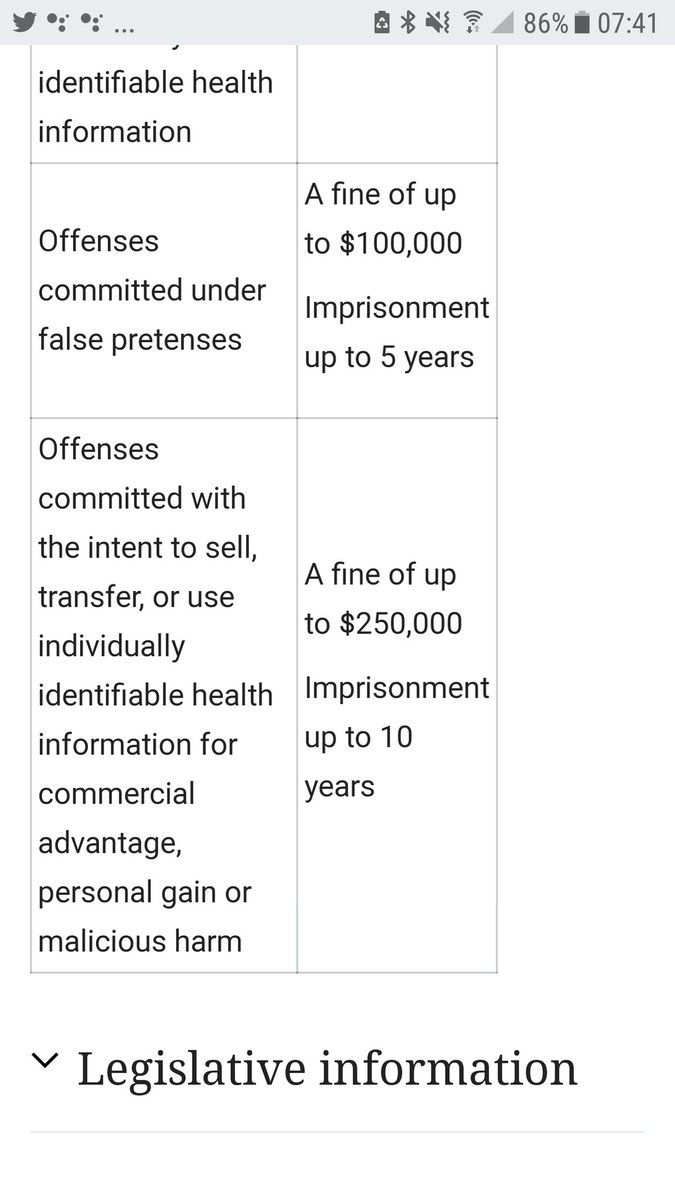 86% 07:41
identifiable health
information
Offenses
committed under
false pretenses
A fine of up
to $100,000
Imprisonment
up to 5 years
Offenses
committed with
the intent to sell,
transfer, or use
individually
identifiable health
information for
commercial
advantage,
personal gain or
malicious harm
A fine of up
to $250,000
Imprisonment
up to 10
years
Legislative information